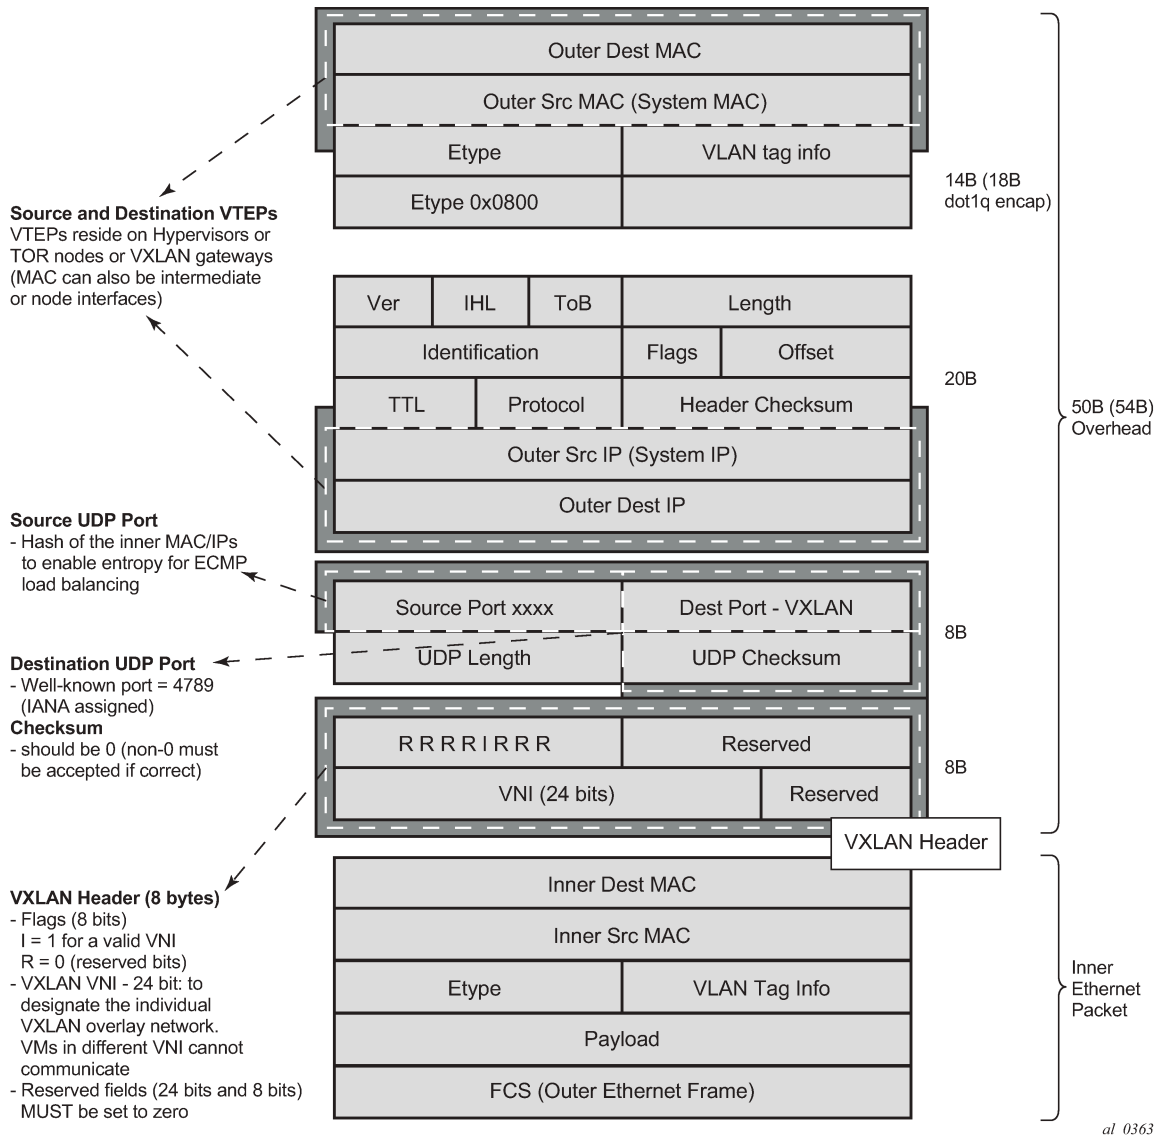 Outer Dest MAC
Outer Src MAC (System MAC)
Etype
VLAN tag info
Etype 0x0800
14B (18B
dot1q encap)
Source and Destination VTEPs
VTEPs reside on Hypervisors or
TOR nodes or VXLAN gateways
(MAC can also be intermediate
or node interfaces)
Ver
IHL
ToB
Length
Identification
Flags
Offset
TTL
Protocol
Header Checksum
Outer Src IP (System IP)
Outer Dest IP
20B
50B (54B)
Overhead
Source UDP Port
- Hash of the inner MAC/IPs
to enable entropy for ECMP
load balancing
Source Port xxxx
Dest Port - VXLAN
UDP Length
UDP Checksum
8B
Destination UDP Port
- Well-known port = 4789
(IANA assigned)
Checksum
- should be 0 (non-0 must
be accepted if correct)
R R R R I R R R
Reserved
VNI (24 bits)
Reserved
8B
VXLAN Header
VXLAN Header (8 bytes)
- Flags (8 bits)
I = 1 for a valid VNI
R = 0 (reserved bits)
- VXLAN VNI - 24 bit: to
designate the individual
VXLAN overlay network.
VMs in different VNI cannot
communicate
- Reserved fields (24 bits and 8 bits)
MUST be set to zero
Inner Dest MAC
Inner Src MAC
Etype
VLAN Tag Info
Payload
FCS (Outer Ethernet Frame)
Inner
Ethernet
Packet
al_0363